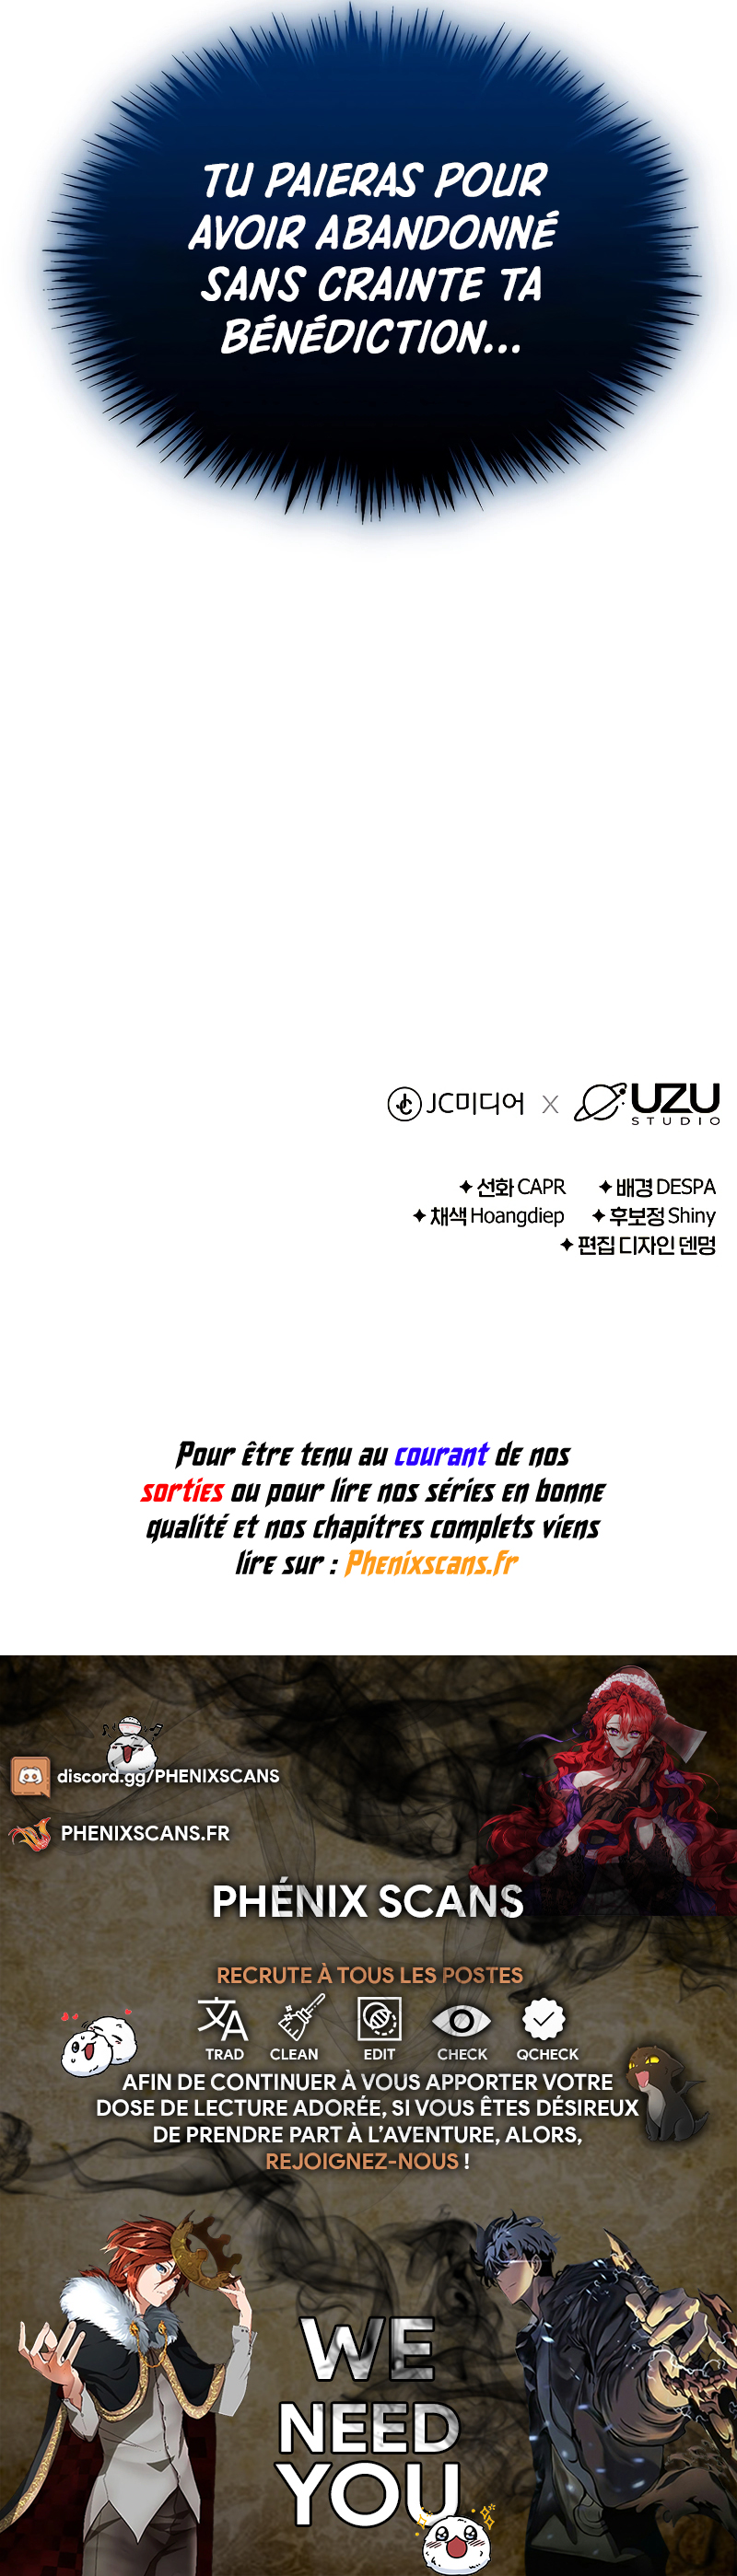 TU PAIERAS POUR
AVOIR ABANDONNÉ
SANS CRAINTE TA
BÉNÉDICTION...
JC JC미디어 X UZU
STUDIO
✦ 선화 CAPR ✦ 배경 DESPA
✦ 채색 Hoangdiep ✦ 후보정 Shiny
✦ 편집 디자인 덴멍
Pour être tenu au courant de nos
sorties ou pour lire nos séries en bonne
qualité et nos chapitres complets viens
lire sur : Phenixscans.fr
discord.gg/PHENIXSCANS
PHENIXSCANS.FR
PHÉNIX SCANS
RECRUTE À TOUS LES POSTES
TRAD CLEAN EDIT CHECK QCHECK
AFIN DE CONTINUER À VOUS APPORTER VOTRE
DOSE DE LECTURE ADORÉE, SI VOUS ÊTES DÉSIREUX
DE PRENDRE PART À L'AVENTURE, ALORS,
REJOIGNEZ-NOUS !
WE
NEED
YOU